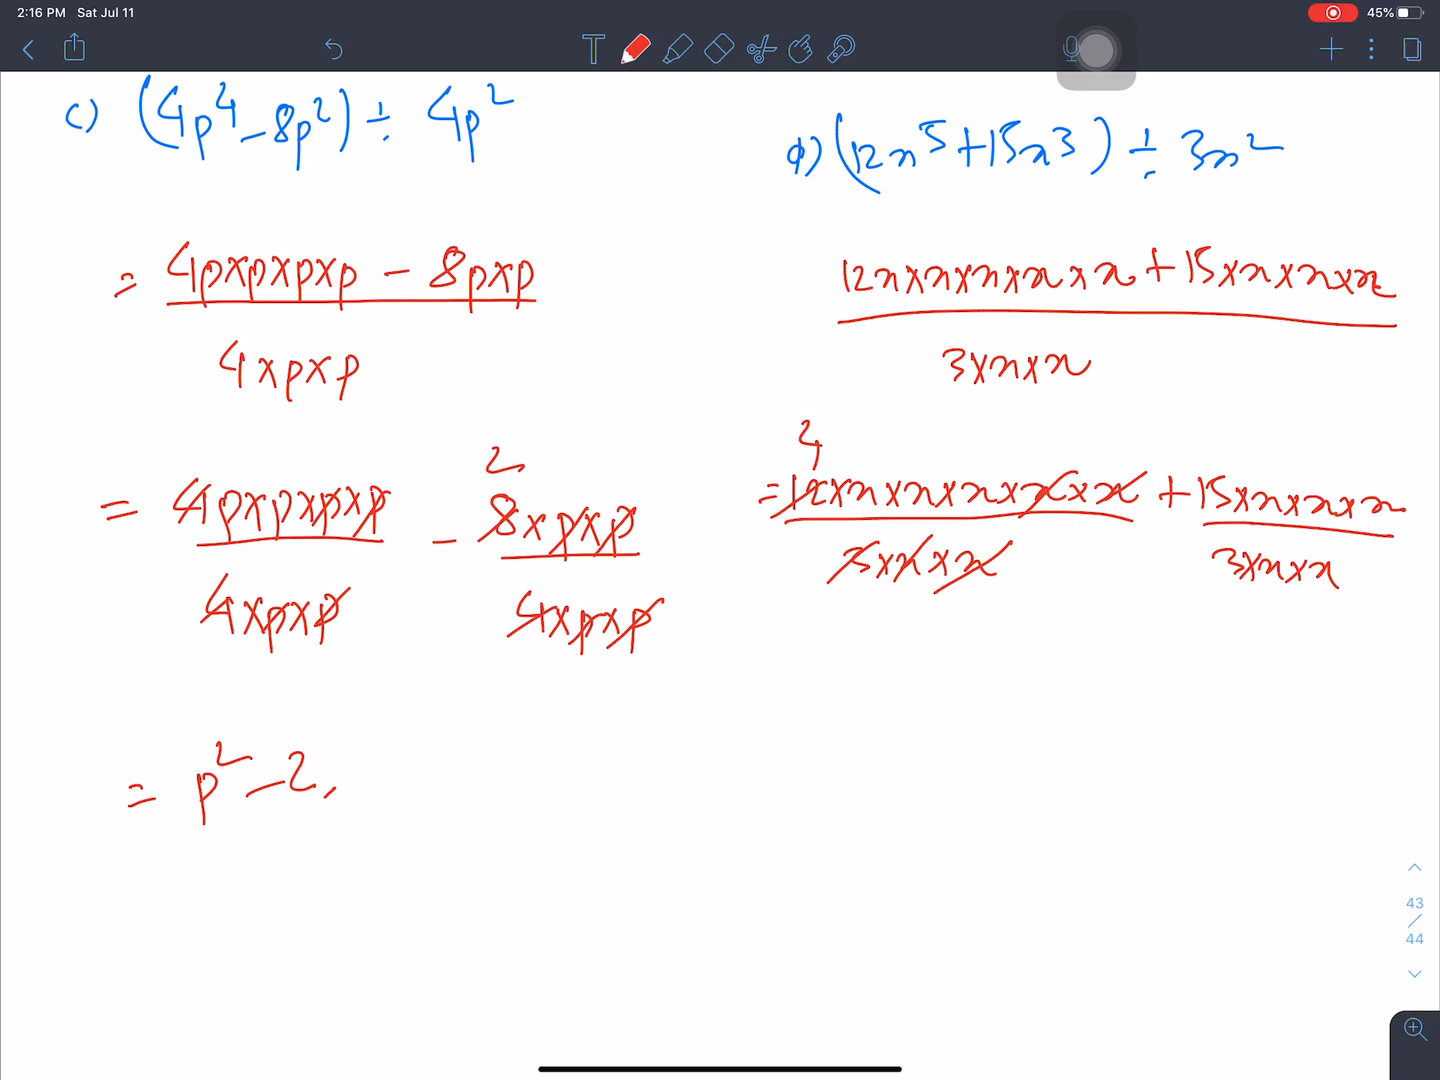 2:16 PM Sat Jul 11
45%
T
c) (4p⁴ - 8p²) ÷ 4p²
= 4p×p×p×p - 8p×p
4×p×p
2
= 4p×p×p×p - 8×p×p
4×p×p 4×p×p
= p² - 2,
d) (12x⁵ + 15x³) ÷ 3x²
12x×x×x×x×x + 15×x×x×x
3×x×x
4
= 12×x×x×x×x×x + 15×x×x×x
3×x×x 3×x×x
43
/
44